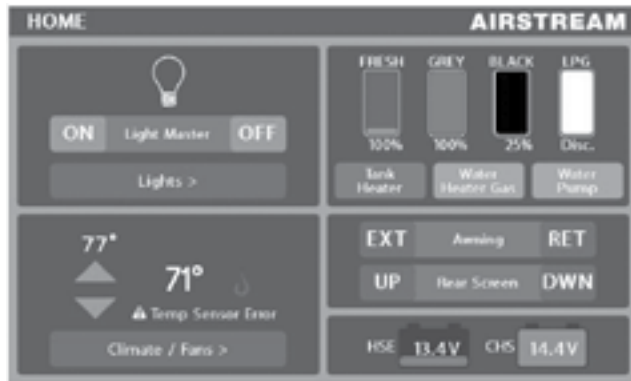 HOME
AIRSTREAM
ON Light Master OFF
Lights >
FRESH GREY BLACK LPG
100% 100% 25% Disc.
Tank Heater
Water Heater Gas
Water Pump
77°
71°
Temp Sensor Error
Climate / Fans >
EXT Awning RET
UP Rear Screen DWN
HSE 13.4V CHS 14.4V